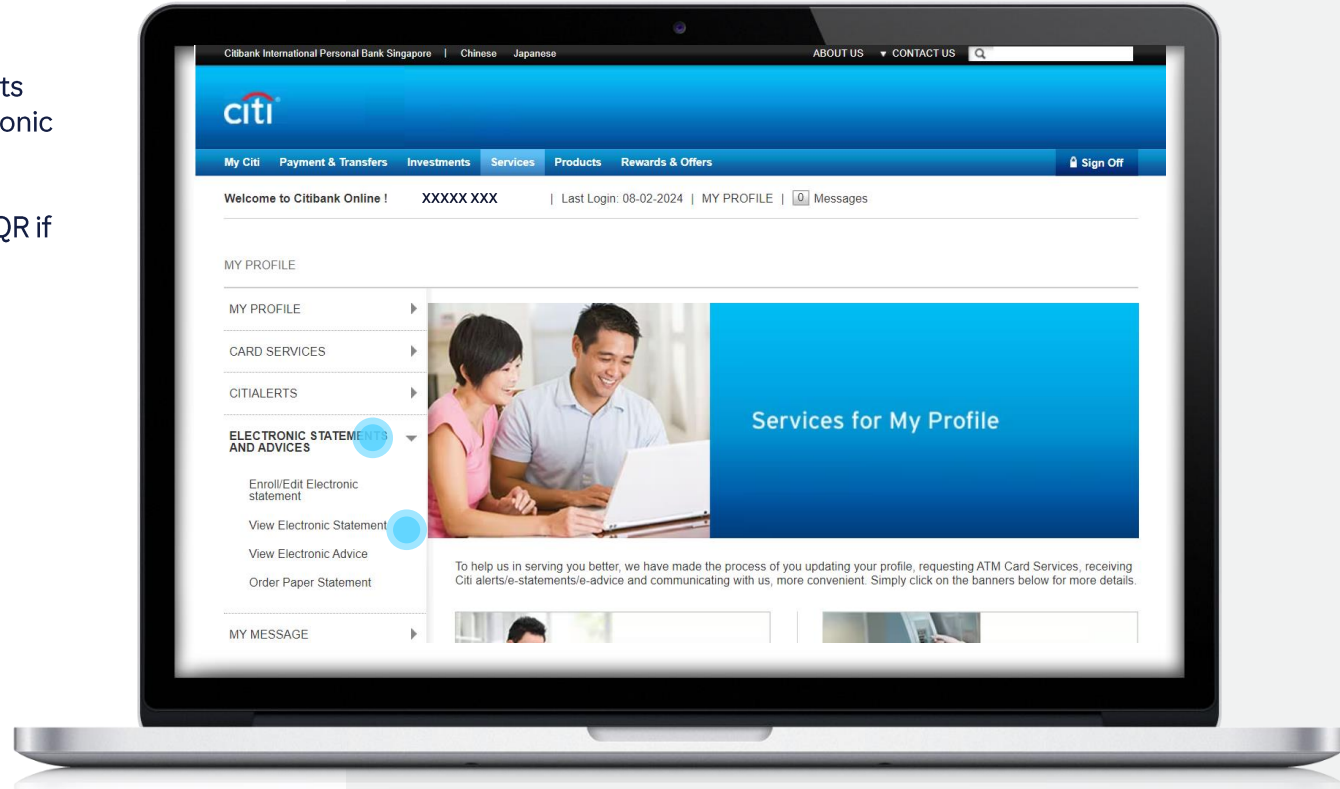 ts
onic
QR if
Citibank International Personal Bank Singapore | Chinese Japanese ABOUT US ▼ CONTACT US
citi
My Citi Payment & Transfers Investments Services Products Rewards & Offers Sign Off
Welcome to Citibank Online ! XXXXX XXX | Last Login: 08-02-2024 | MY PROFILE | 0 Messages
MY PROFILE
MY PROFILE
CARD SERVICES
CITIALERTS
ELECTRONIC STATEMENTS
AND ADVICES
Enroll/Edit Electronic
statement
View Electronic Statement
View Electronic Advice
Order Paper Statement
MY MESSAGE
Services for My Profile
To help us in serving you better, we have made the process of you updating your profile, requesting ATM Card Services, receiving
Citi alerts/e-statements/e-advice and communicating with us, more convenient. Simply click on the banners below for more details.